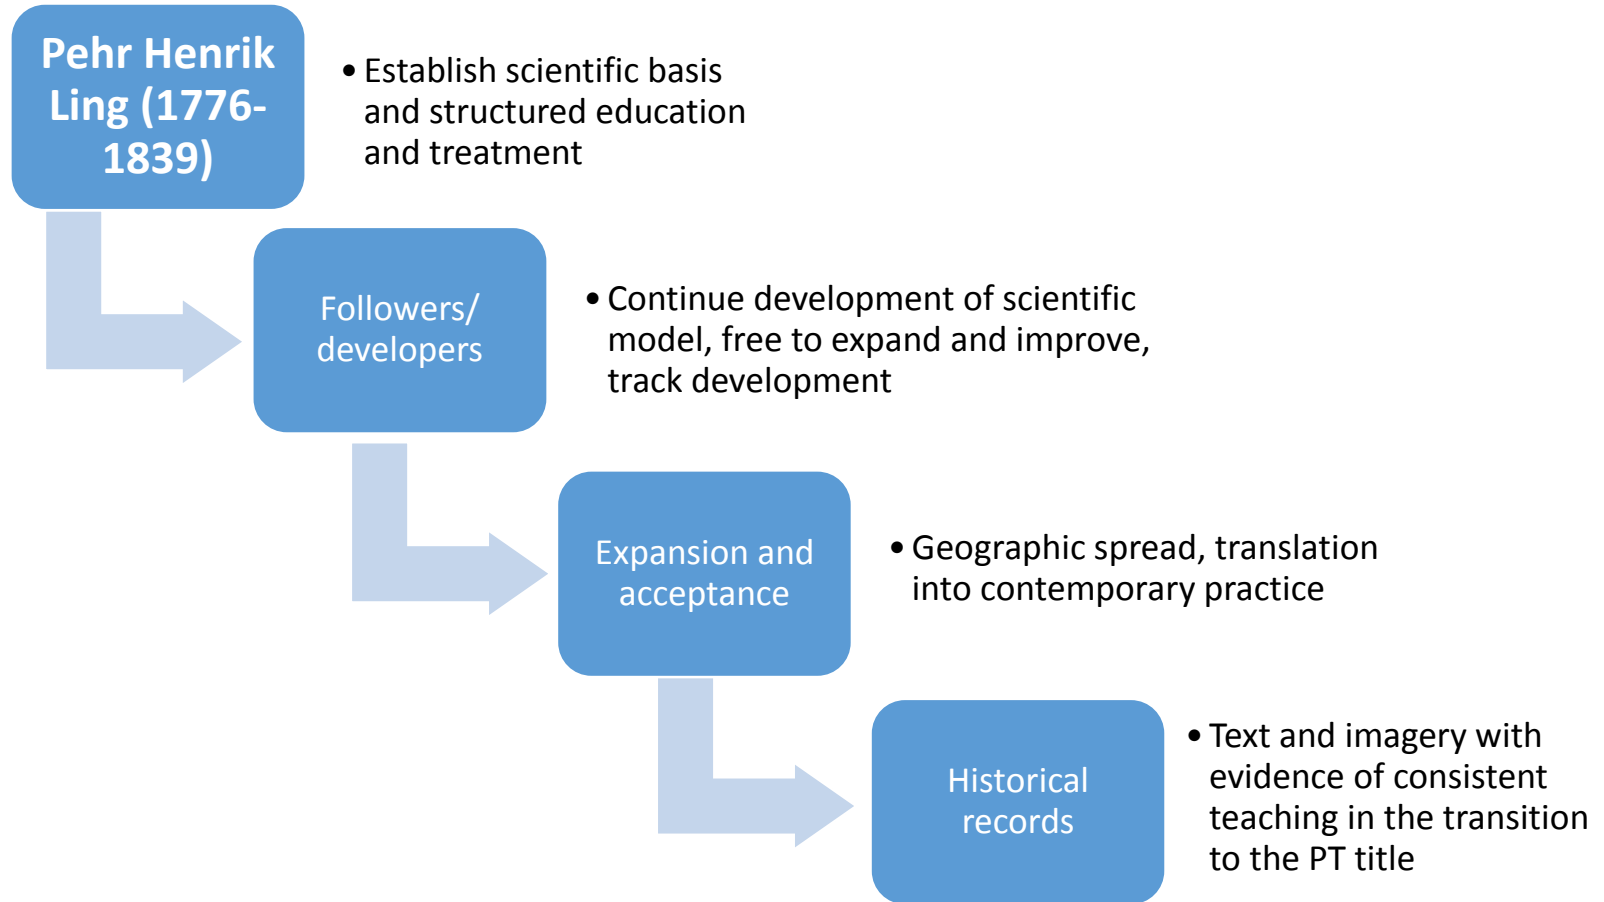 Pehr Henrik
Ling (1776-
1839)
• Establish scientific basis
and structured education
and treatment
Followers/
developers
• Continue development of scientific
model, free to expand and improve,
track development
Expansion and
acceptance
• Geographic spread, translation
into contemporary practice
Historical
records
• Text and imagery with
evidence of consistent
teaching in the transition
to the PT title